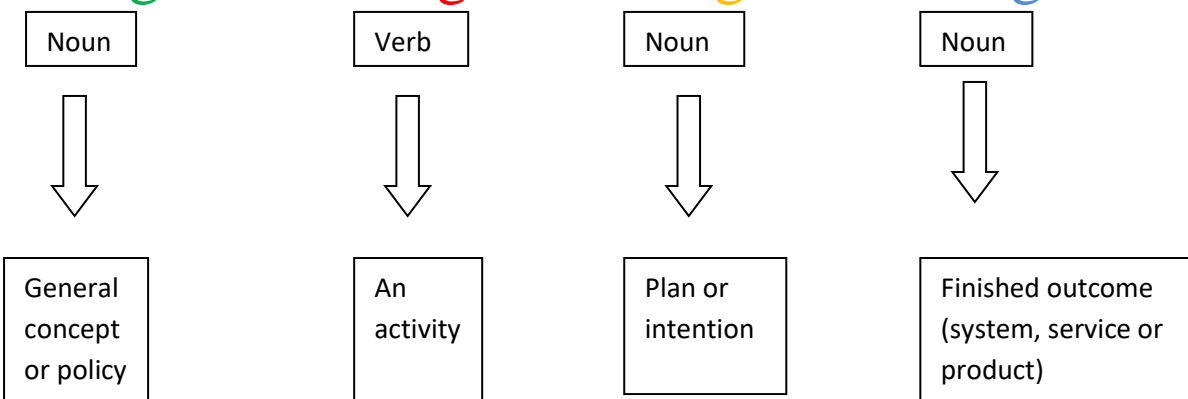 Noun
Verb
Noun
Noun
General
concept
or policy
An
activity
Plan or
intention
Finished outcome
(system, service or
product)